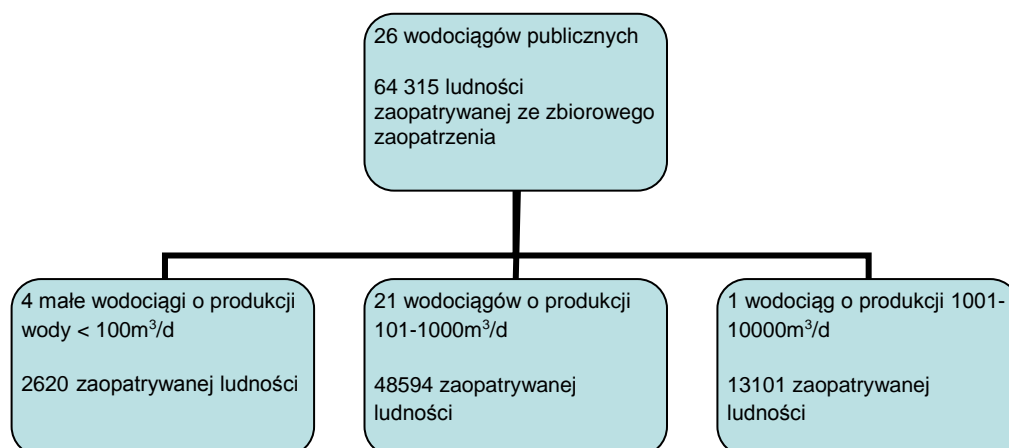 26 wodociągów publicznych
64 315 ludności
zaopatrywanej ze zbiorowego
zaopatrzenia
4 małe wodociągi o produkcji
wody < 100m³/d
2620 zaopatrywanej ludności
21 wodociągów o produkcji
101-1000m³/d
48594 zaopatrywanej
ludności
1 wodociąg o produkcji 1001-
10000m³/d
13101 zaopatrywanej
ludności